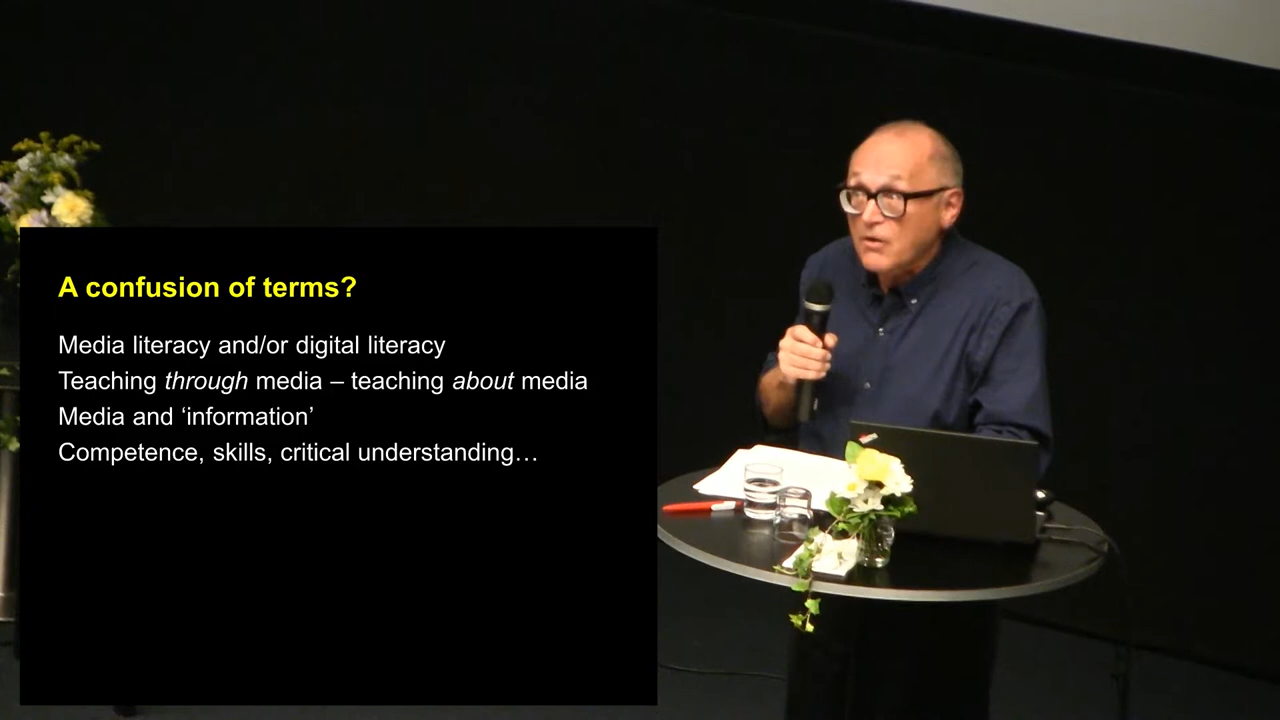 A confusion of terms?
Media literacy and/or digital literacy
Teaching through media – teaching about media
Media and ‘information’
Competence, skills, critical understanding…